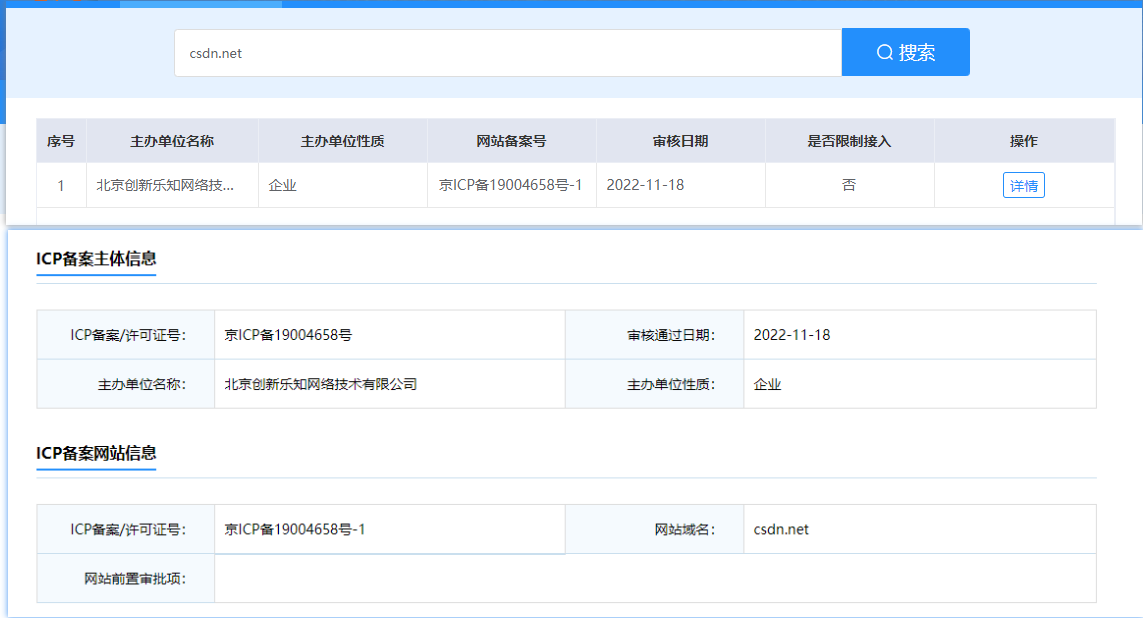 csdn.net
搜索
序号 主办单位名称 主办单位性质 网站备案号 审核日期 是否限制接入 操作
1 北京创新乐知网络技... 企业 京ICP备19004658号-1 2022-11-18 否 详情
ICP备案主体信息
ICP备案/许可证号： 京ICP备19004658号 审核通过日期： 2022-11-18
主办单位名称： 北京创新乐知网络技术有限公司 主办单位性质： 企业
ICP备案网站信息
ICP备案/许可证号： 京ICP备19004658号-1 网站域名： csdn.net
网站前置审批项：